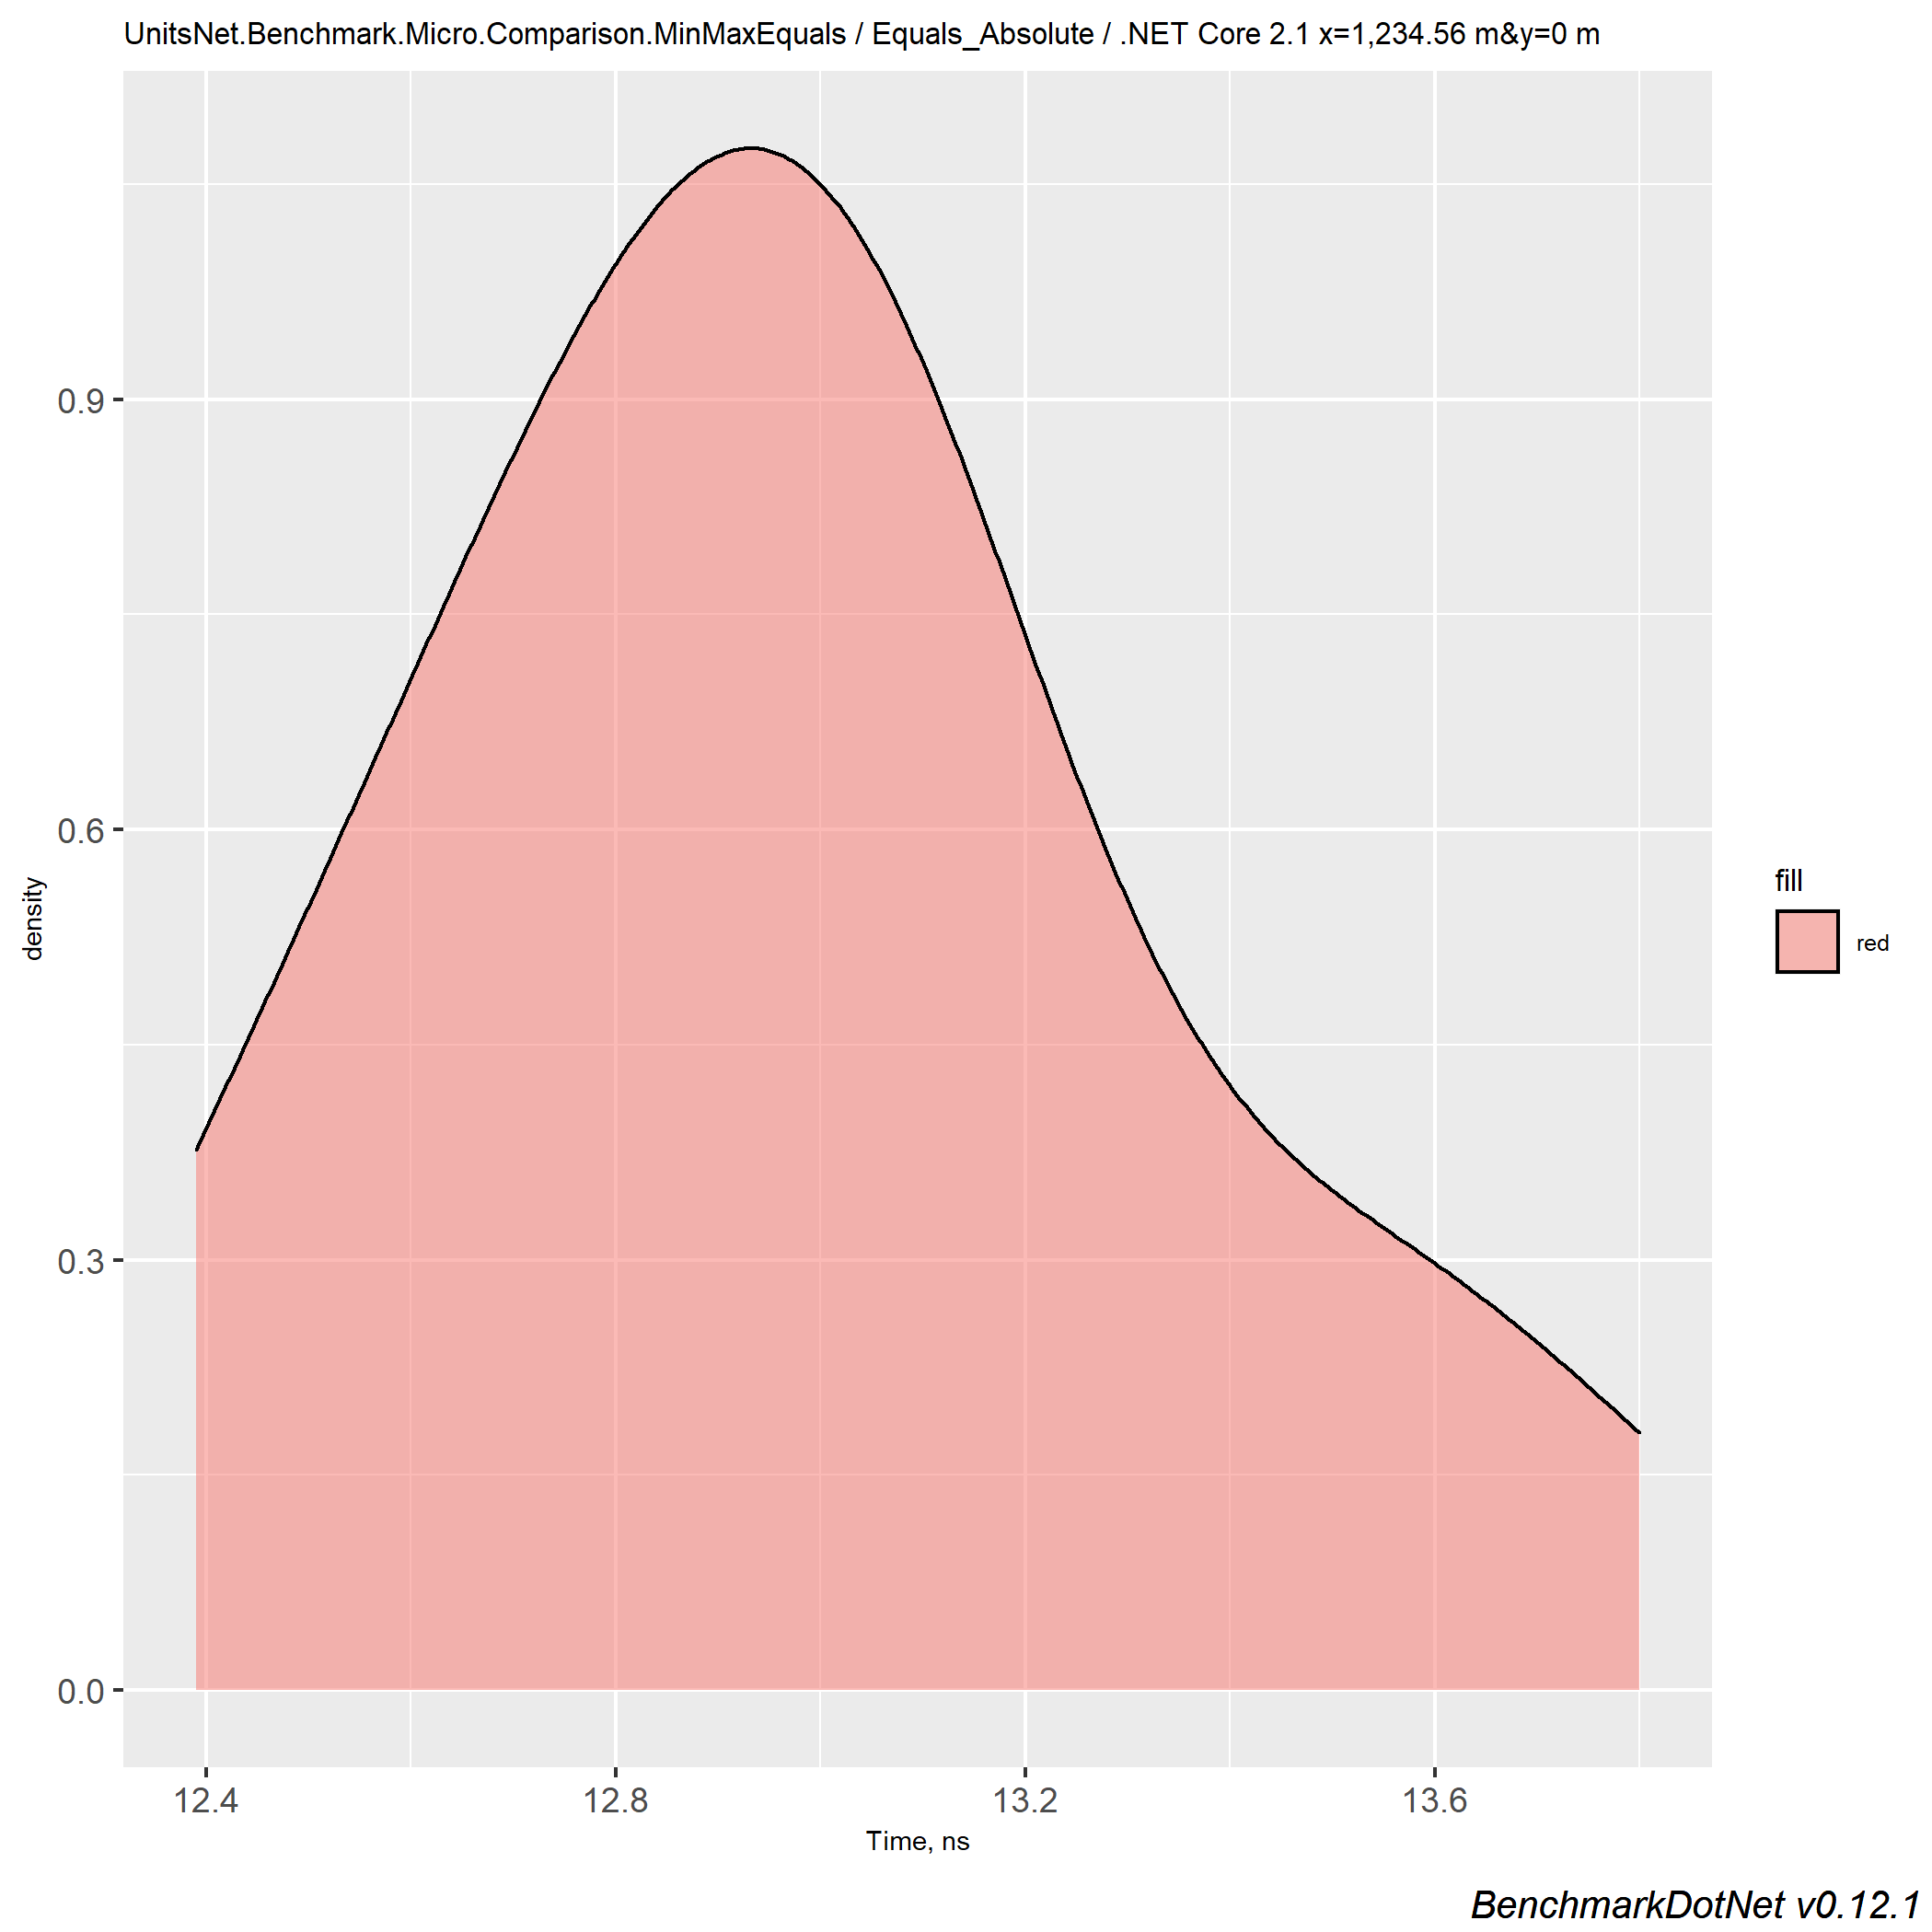 UnitsNet.Benchmark.Micro.Comparison.MinMaxEquals / Equals_Absolute / .NET Core 2.1 x=1,234.56 m&y=0 m
0.9
0.6
0.3
0.0
density
12.4 12.8 13.2 13.6
Time, ns
fill
red
BenchmarkDotNet v0.12.1